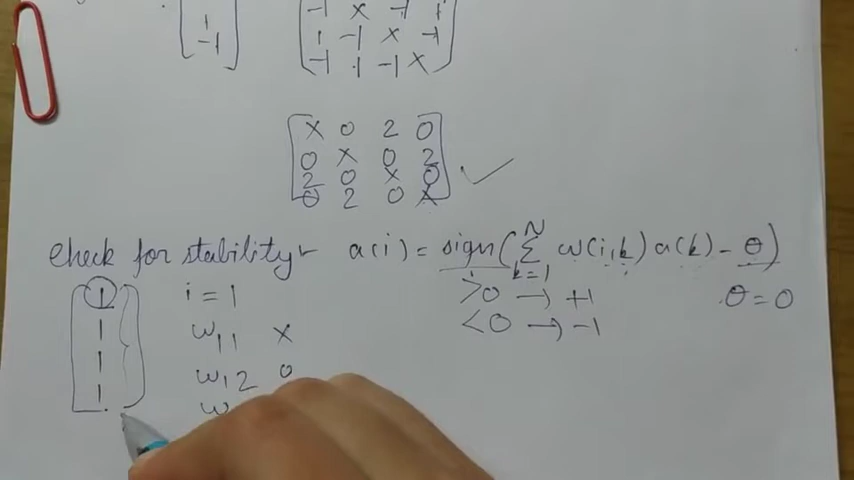 1
-1
-1 x -1 1
1 -1 x -1
-1 1 -1 x
x 0 2 0
0 x 0 2
2 0 x 0
0 2 0 x
check for stability a(i) = sign( Σ w(i,k) a(k) - θ )
N
k=1
>0 → +1 θ = 0
<0 → -1
1 i = 1
1 w11 x
1 w12 0
1 w